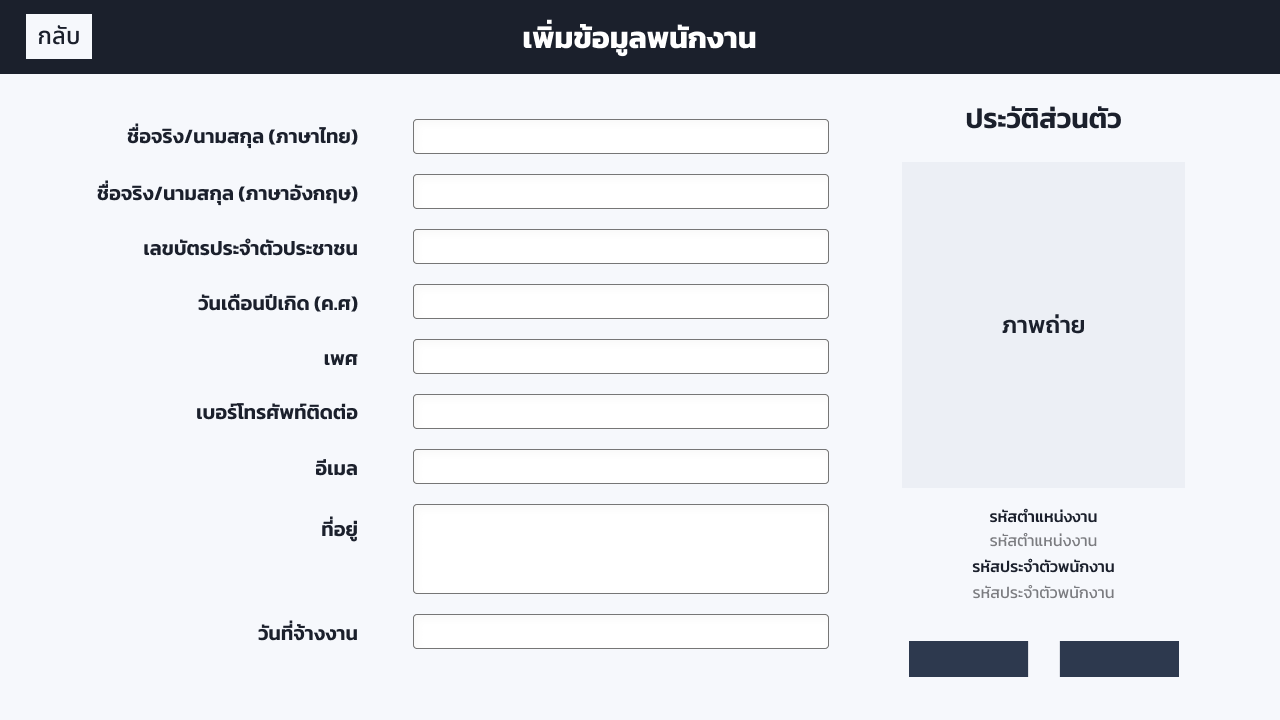 กลับ
เพิ่มข้อมูลพนักงาน
ชื่อจริง/นามสกุล (ภาษาไทย)
ชื่อจริง/นามสกุล (ภาษาอังกฤษ)
เลขบัตรประจำตัวประชาชน
วันเดือนปีเกิด (ค.ศ)
เพศ
เบอร์โทรศัพท์ติดต่อ
อีเมล
ที่อยู่
วันที่จ้างงาน
ประวัติส่วนตัว
ภาพถ่าย
รหัสตำแหน่งงาน
รหัสตำแหน่งงาน
รหัสประจำตัวพนักงาน
รหัสประจำตัวพนักงาน